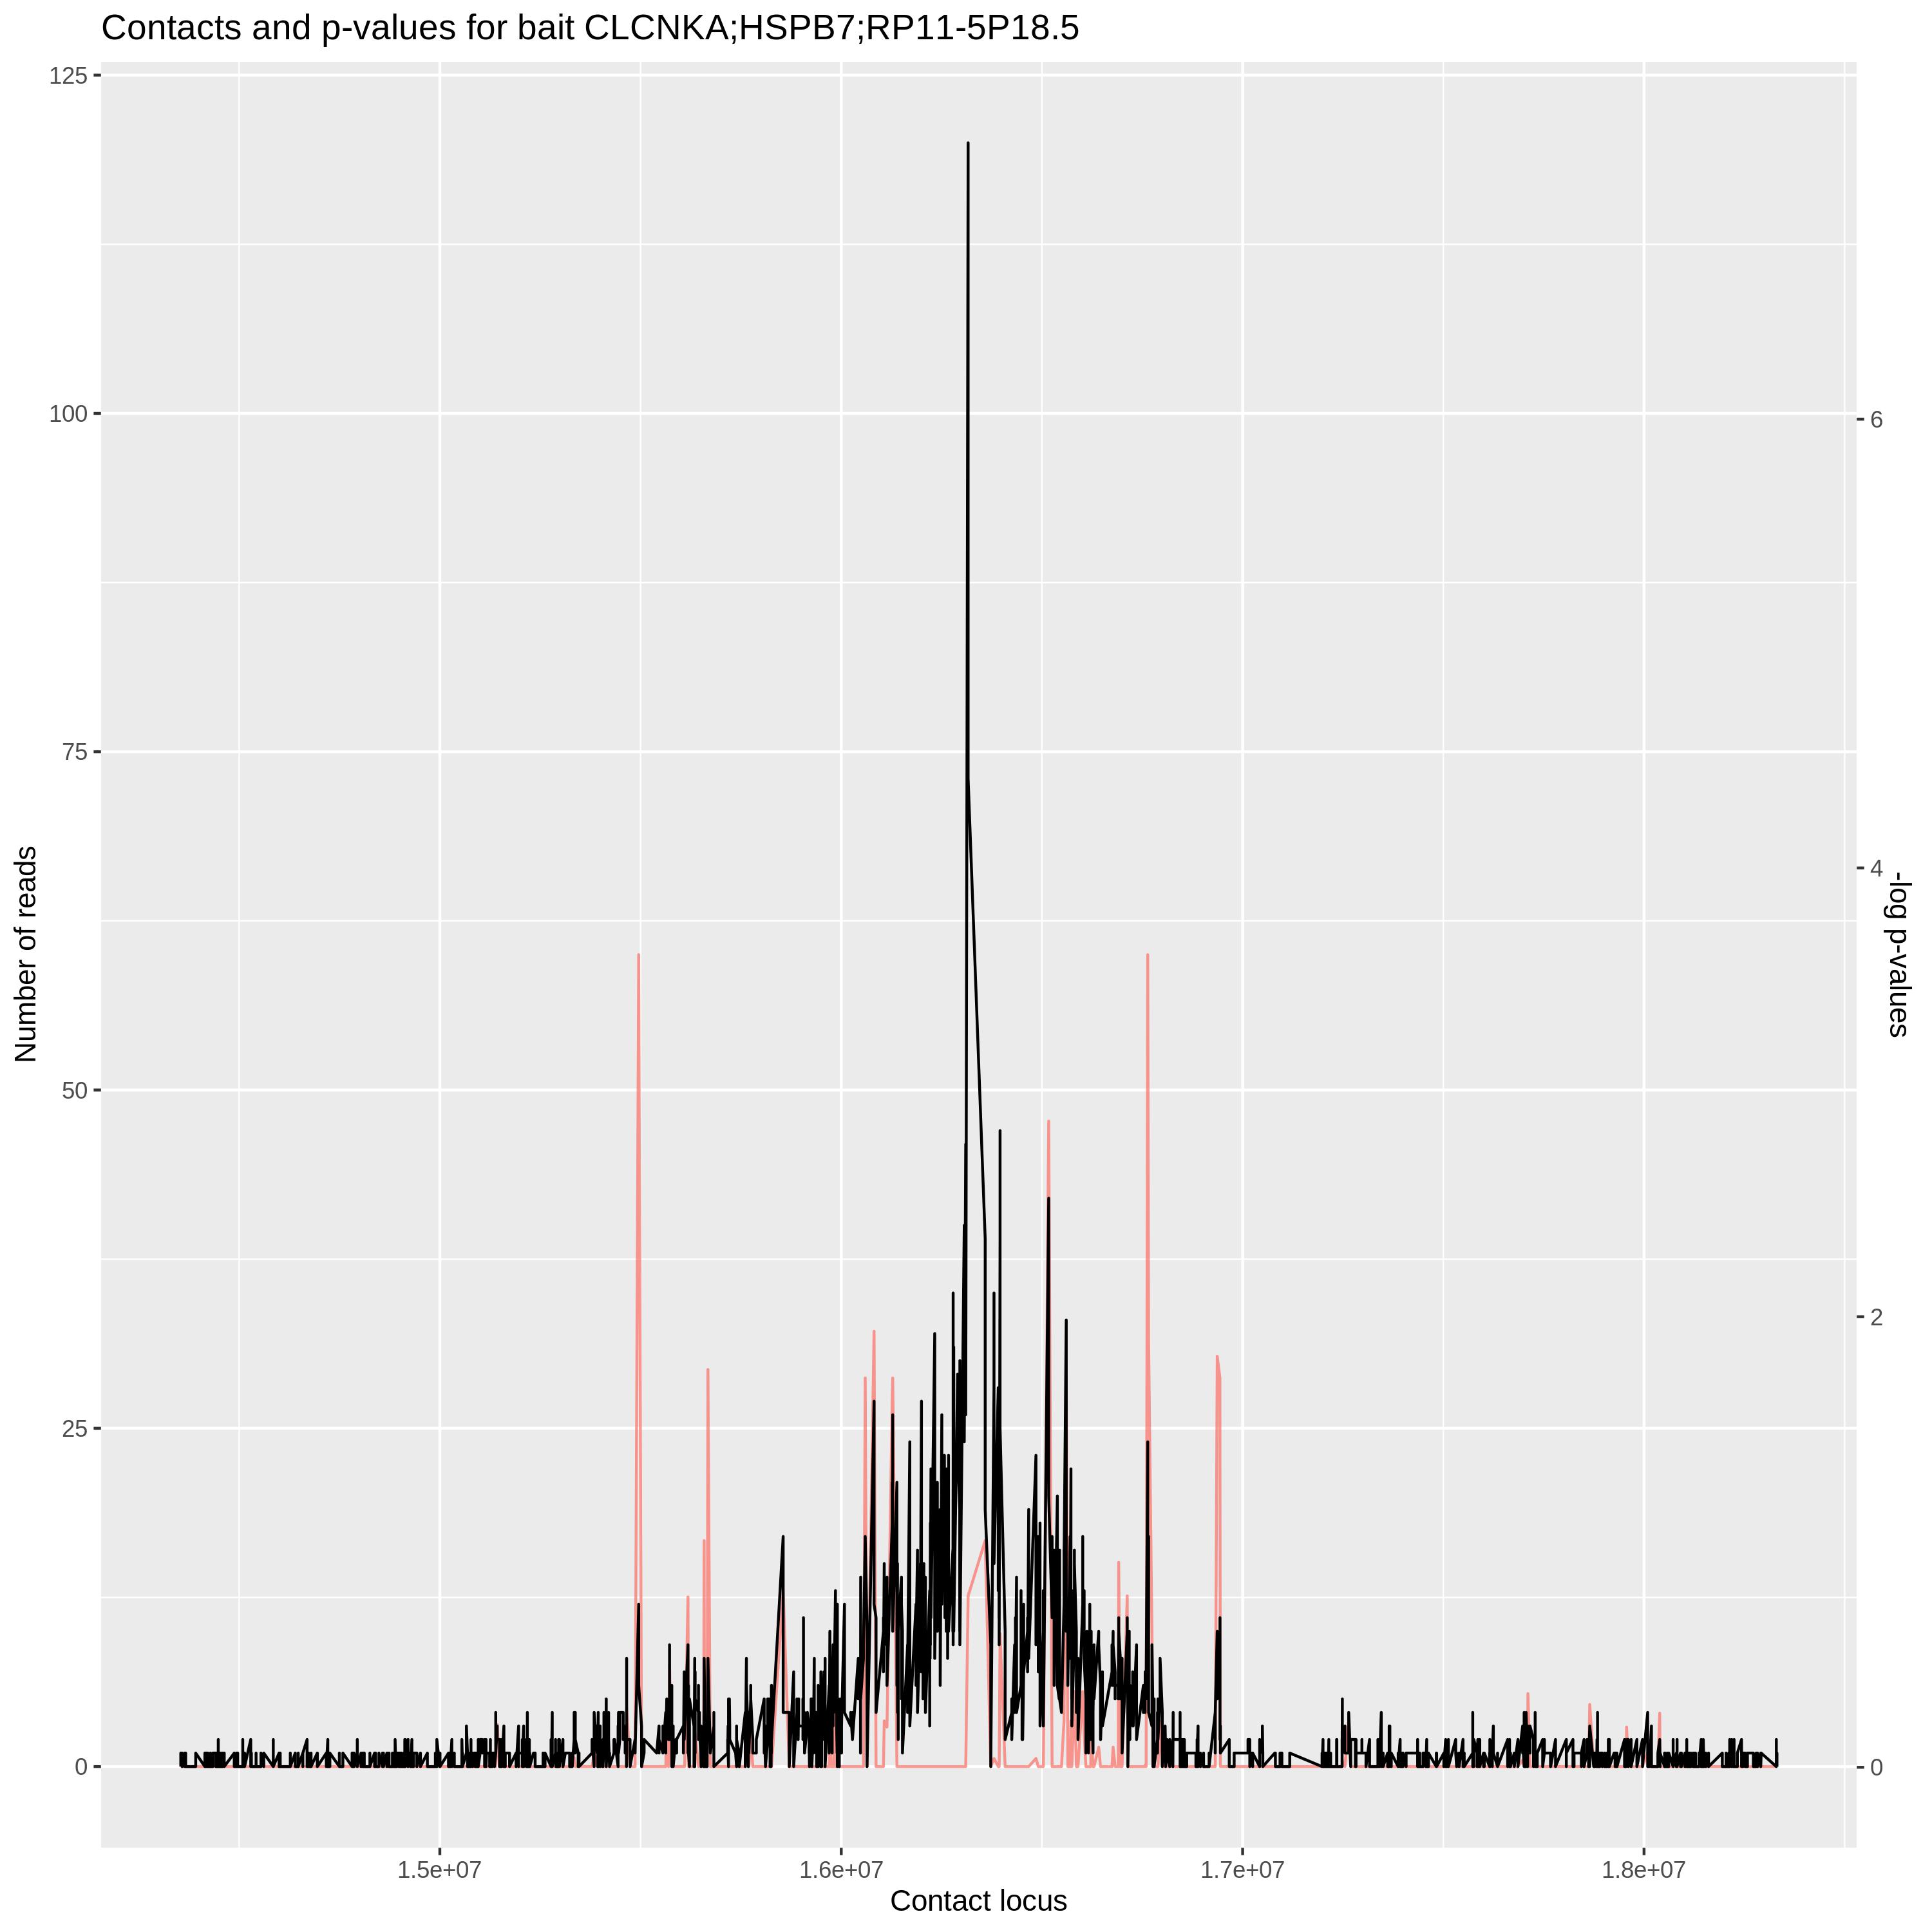 Contacts and p-values for bait CLCNKA;HSPB7;RP11-5P18.5
125
100
75
50
25
0
Number of reads
6
4
2
0
-log p-values
1.5e+07
1.6e+07
1.7e+07
1.8e+07
Contact locus